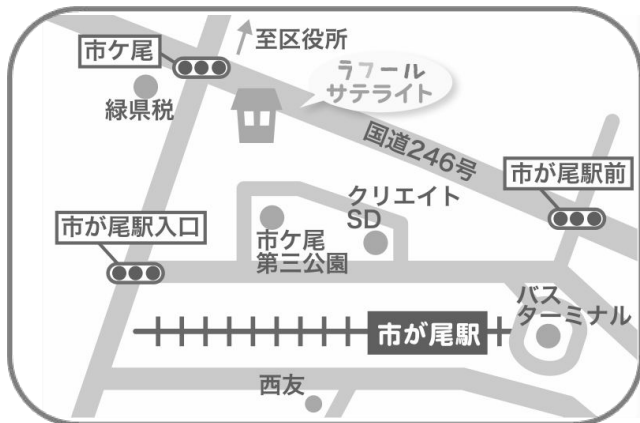 至区役所
市ケ尾
ラフール
サテライト
緑県税
国道246号
市が尾駅前
クリエイト
SD
市が尾駅入口
市ケ尾
第三公園
バス
ターミナル
市が尾駅
西友